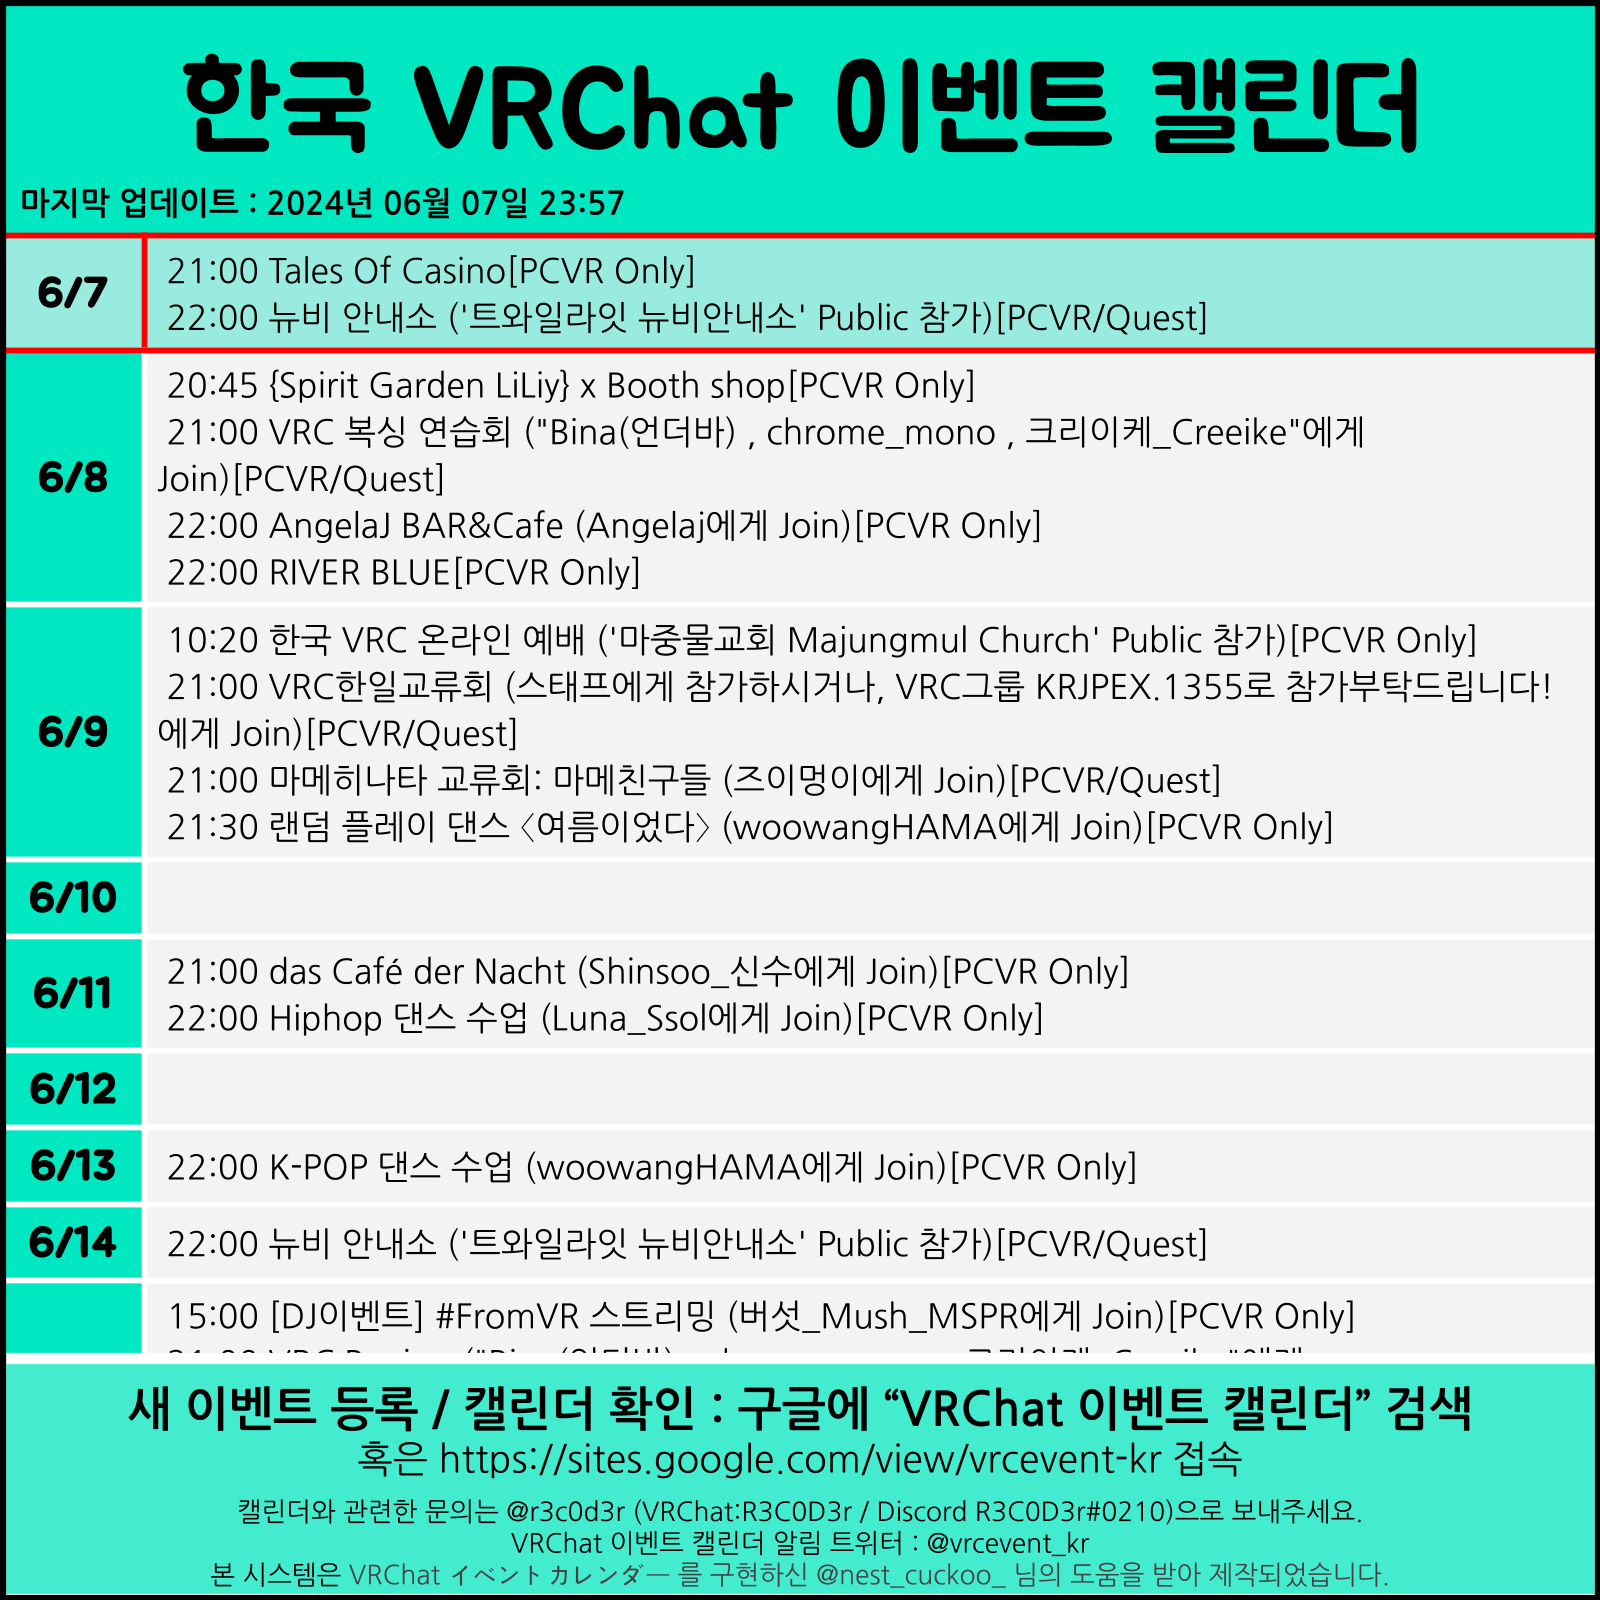 한국 VRChat 이벤트 캘린더
마지막 업데이트 : 2024년 06월 07일 23:57
6/7
21:00 Tales Of Casino[PCVR Only]
22:00 뉴비 안내소 ('트와일라잇 뉴비안내소' Public 참가)[PCVR/Quest]
6/8
20:45 {Spirit Garden LiLiy} x Booth shop[PCVR Only]
21:00 VRC 복싱 연습회 ("Bina(언더바) , chrome_mono , 크리이케_Creeike"에게
Join)[PCVR/Quest]
22:00 AngelaJ BAR&Cafe (Angelaj에게 Join)[PCVR Only]
22:00 RIVER BLUE[PCVR Only]
6/9
10:20 한국 VRC 온라인 예배 ('마중물교회 Majungmul Church' Public 참가)[PCVR Only]
21:00 VRC한일교류회 (스태프에게 참가하시거나, VRC그룹 KRJPEX.1355로 참가부탁드립니다!
에게 Join)[PCVR/Quest]
21:00 마메히나타 교류회: 마메친구들 (즈이멍이에게 Join)[PCVR/Quest]
21:30 랜덤 플레이 댄스 〈여름이었다〉 (woowangHAMA에게 Join)[PCVR Only]
6/10
6/11
21:00 das Café der Nacht (Shinsoo_신수에게 Join)[PCVR Only]
22:00 Hiphop 댄스 수업 (Luna_Ssol에게 Join)[PCVR Only]
6/12
6/13
22:00 K-POP 댄스 수업 (woowangHAMA에게 Join)[PCVR Only]
6/14
22:00 뉴비 안내소 ('트와일라잇 뉴비안내소' Public 참가)[PCVR/Quest]
15:00 [DJ이벤트] #FromVR 스트리밍 (버섯_Mush_MSPR에게 Join)[PCVR Only]
새 이벤트 등록 / 캘린더 확인 : 구글에 “VRChat 이벤트 캘린더” 검색
혹은 https://sites.google.com/view/vrcevent-kr 접속
캘린더와 관련한 문의는 @r3c0d3r (VRChat:R3C0D3r / Discord R3C0D3r#0210)으로 보내주세요.
VRChat 이벤트 캘린더 알림 트위터 : @vrcevent_kr
본 시스템은 VRChat イベントカレンダー 를 구현하신 @nest_cuckoo_ 님의 도움을 받아 제작되었습니다.